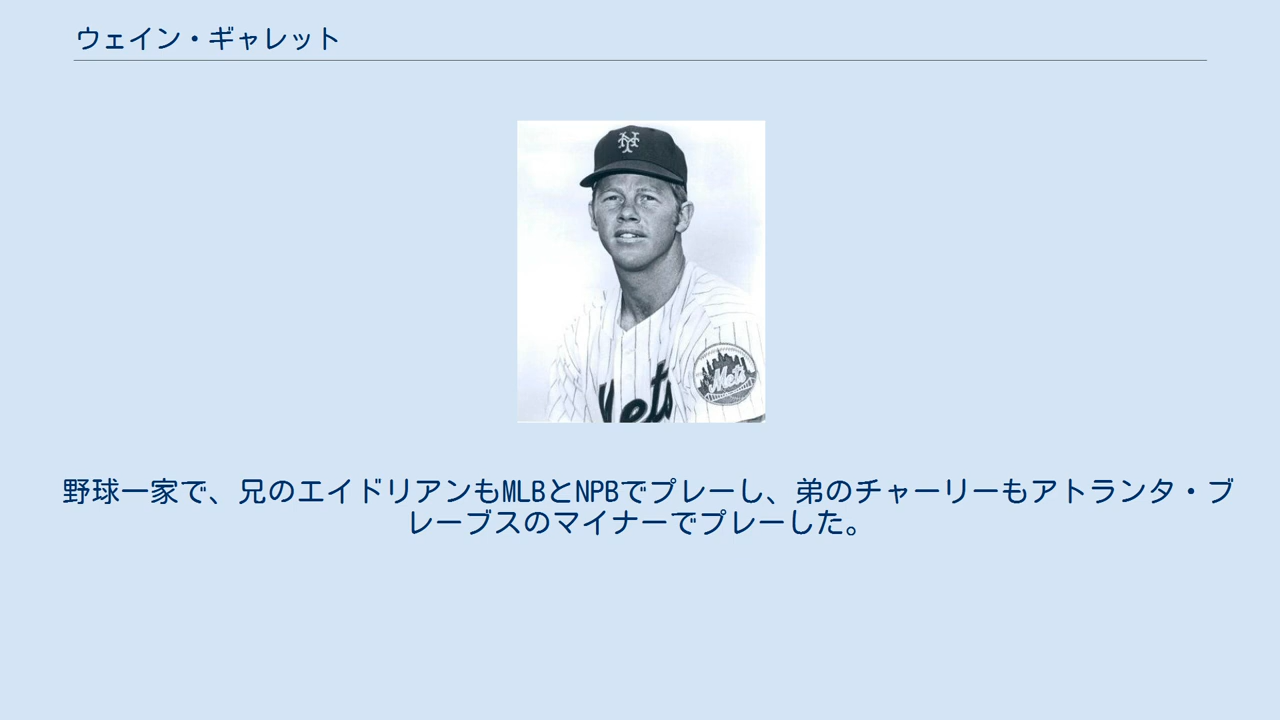 ウェイン・ギャレット
NY
Mets
Mets
野球一家で、兄のエイドリアンもMLBとNPBでプレーし、弟のチャーリーもアトランタ・ブ
レーブスのマイナーでプレーした。